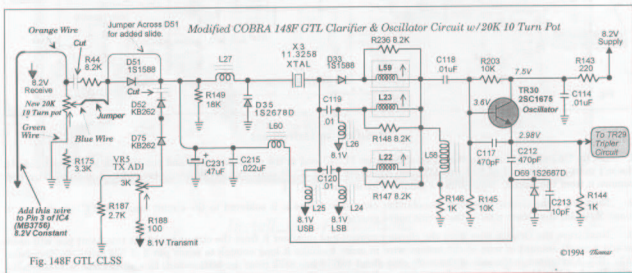 Modified COBRA 148F GTL Clarifier & Oscillator Circuit w/20K 10 Turn Pot
Orange Wire
Jumper Across D51
for added slide.
Cut
R44
8.2K
D51
1S1588
8.2V
Receive
New 20K
10 Turn pot
Jumper
Cut
D52
KB262
Green
Wire
Blue Wire
D75
KB262
R175
3.3K
VR5
TX ADJ
3K
R187
2.7K
R188
100
8.1V Transmit
Add this wire
to Pin 3 of IC4
(MB3756)
8.2V Constant
Fig. 148F GTL CLSS
L27
R149
18K
D35
1S2678D
L60
C231
.47uF
C215
.022uF
X3
11.3258
XTAL
D33
1S1588
R236 8.2K
L59
C119
.01
L23
L26
8.1V
R148 8.2K
C120
.01
L22
R147 8.2K
L25
L24
8.1V
USB
8.1V
LSB
L58
R146
1K
C118
.01uF
R203
10K
7.5V
TR30
2SC1675
Oscillator
3.6V
2.98V
R143
220
8.2V
Supply
C114
.01uF
To TR29
Tripler
Circuit
C117
470pF
C212
470pF
R145
10K
D69 1S2687D
C213
10pF
R144
1K
©1994 Thomas